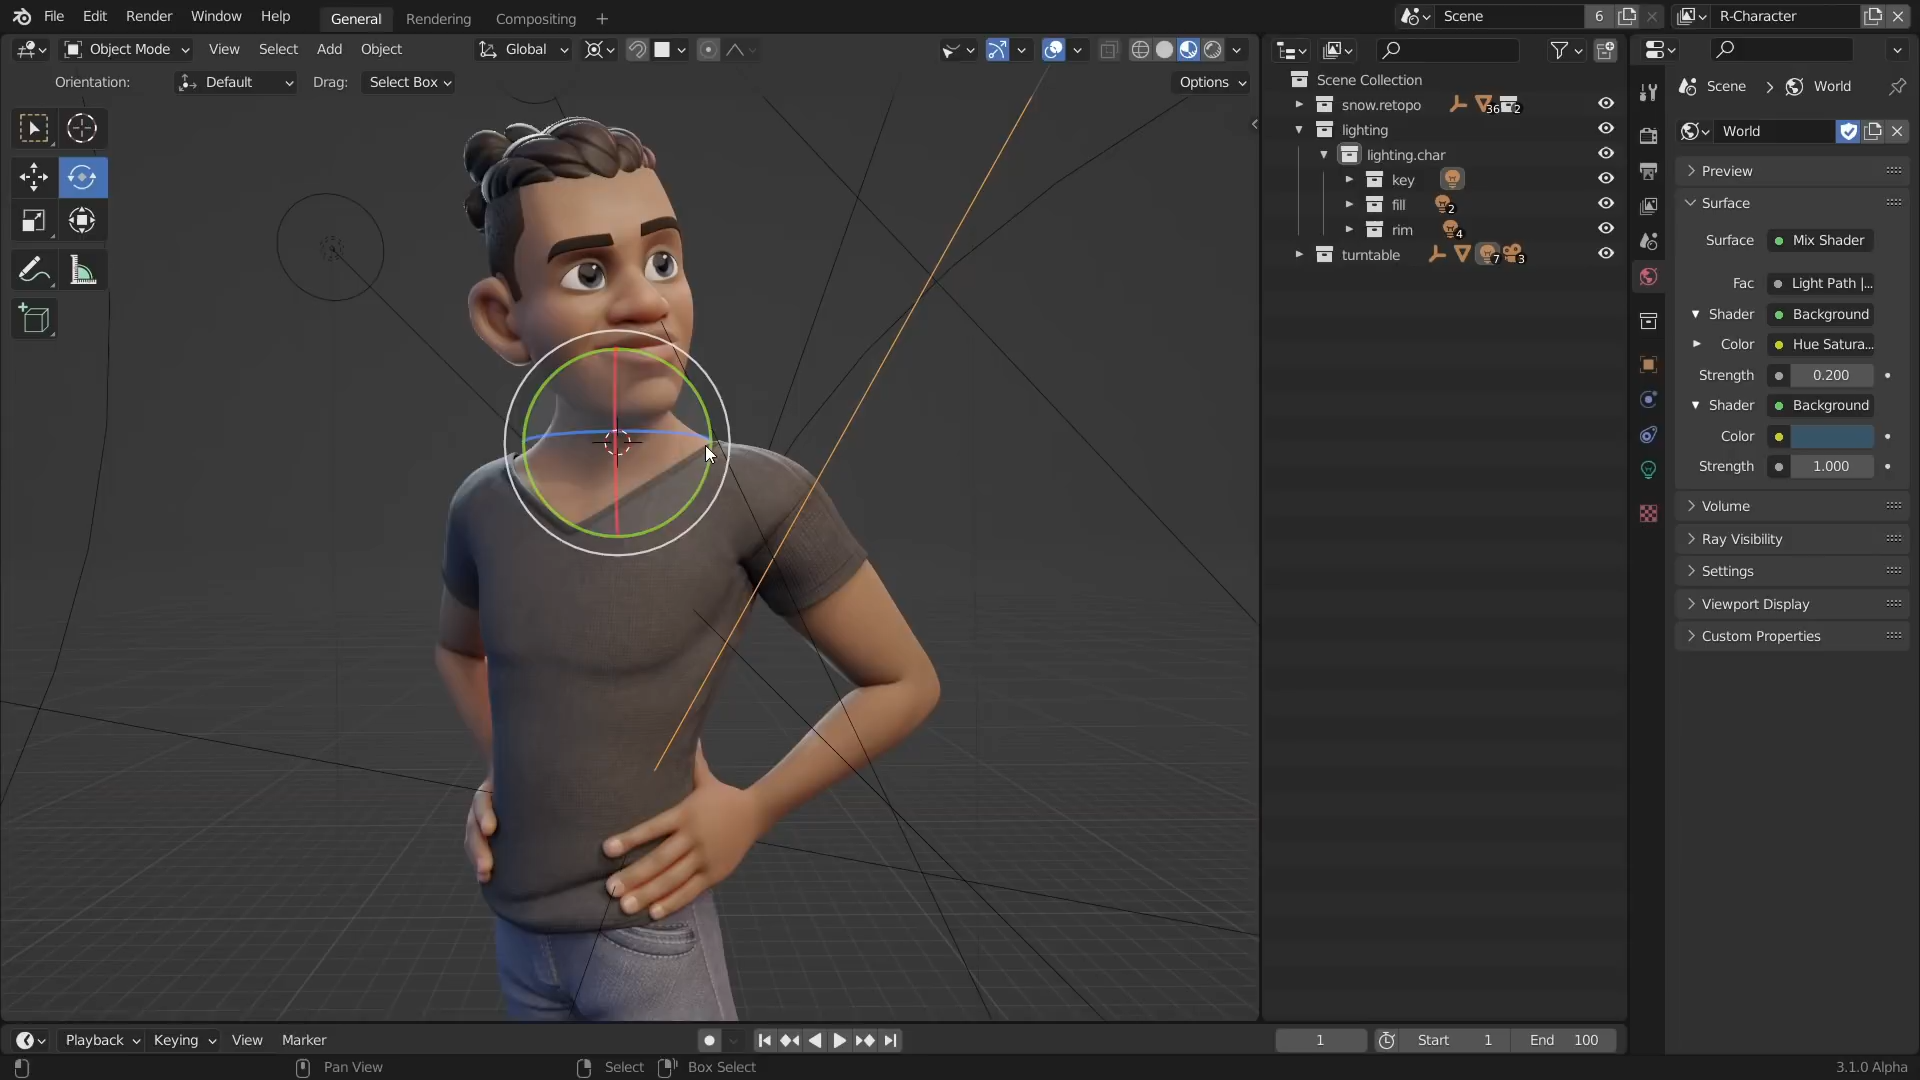 File Edit Render Window Help General Rendering Compositing + Scene 6 R-Character
Object Mode View Select Add Object Global
Orientation: Default Drag: Select Box Options
Scene Collection
snow.retopo 36 2
lighting
lighting.char
key
fill 2
rim 4
turntable 7 3
Scene > World
World
Preview
Surface
Surface Mix Shader
Fac Light Path |...
Shader Background
Color Hue Satura...
Strength 0.200
Shader Background
Color
Strength 1.000
Volume
Ray Visibility
Settings
Viewport Display
Custom Properties
Playback Keying View Marker 1 Start 1 End 100
Pan View Select Box Select 3.1.0 Alpha